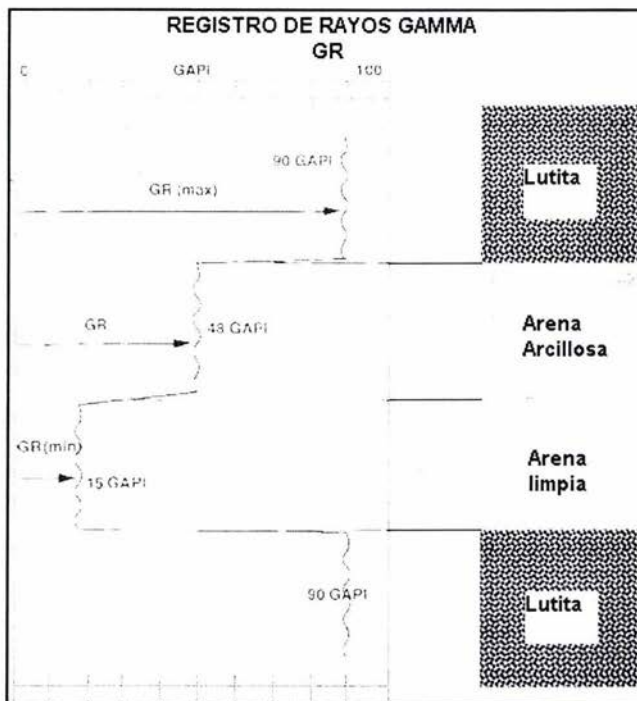 REGISTRO DE RAYOS GAMMA
GR
0 GAPI 100
90 GAPI
Lutita
GR (max)
GR
48 GAPI
Arena
Arcillosa
GR(min)
15 GAPI
Arena
limpia
90 GAPI
Lutita